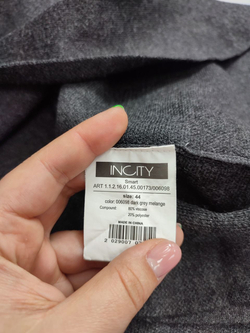 INCITY
Smart
ART 1.1.2.16.01.45.00173/006098
size: 44
color: 006098 dark grey melange
Compound: 80% viscose
20% polyester
MADE IN CHINA